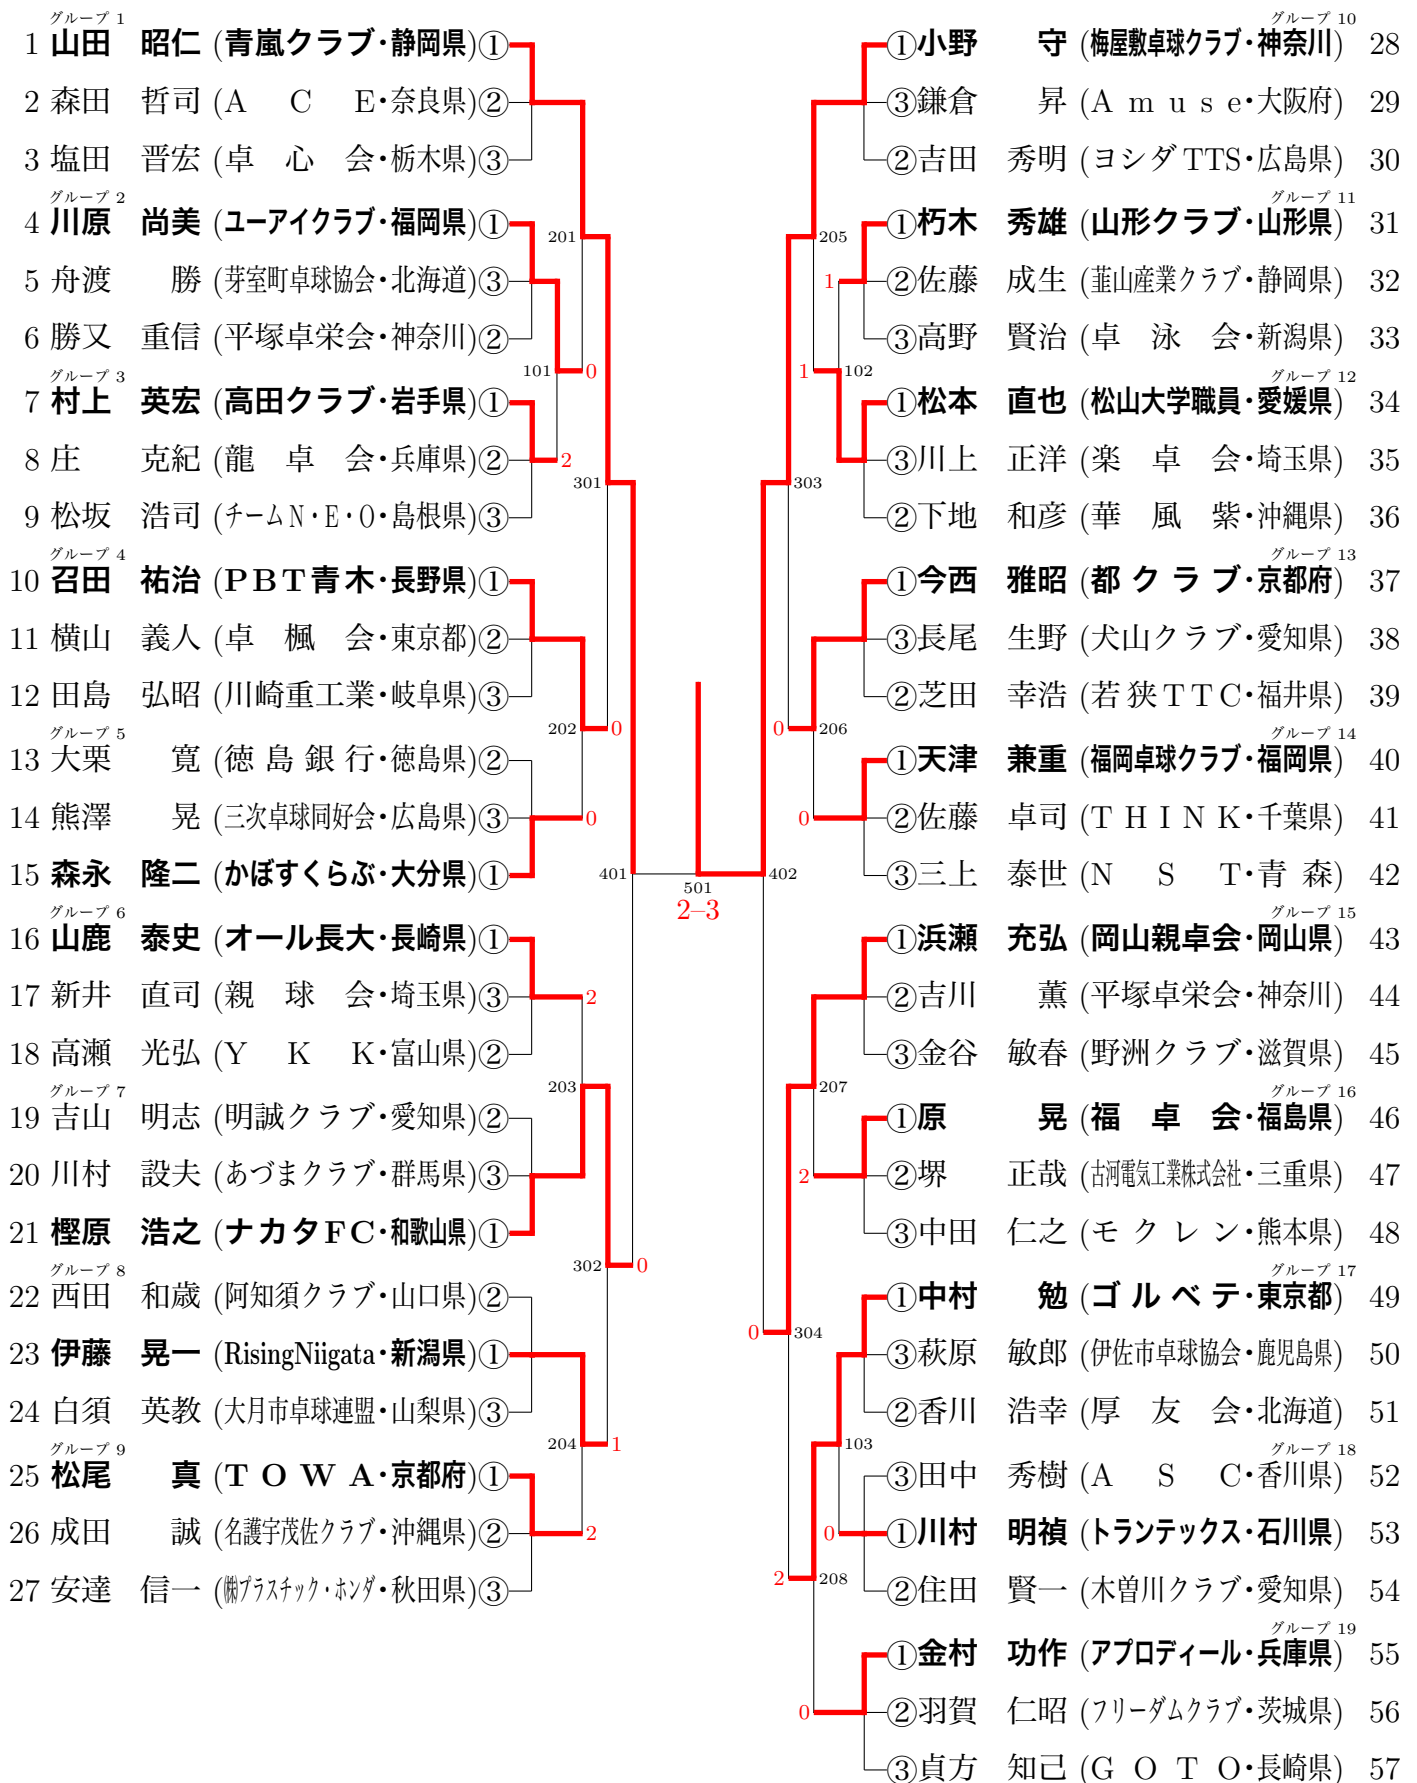 グループ 1
1 山田 昭仁 (青嵐クラブ・静岡県) ①
2 森田 哲司 (A C E・奈良県) ②
3 塩田 晋宏 (卓 心 会・栃木県) ③
グループ 2
4 川原 尚美 (ユーアイクラブ・福岡県) ①
5 舟渡 勝 (芽室町卓球協会・北海道) ③
6 勝又 重信 (平塚卓栄会・神奈川) ②
グループ 3
7 村上 英宏 (高田クラブ・岩手県) ①
8 庄 克紀 (龍 卓 会・兵庫県) ②
9 松坂 浩司 (チームN・E・O・島根県) ③
グループ 4
10 召田 祐治 (PBT青木・長野県) ①
11 横山 義人 (卓 楓 会・東京都) ②
12 田島 弘昭 (川崎重工業・岐阜県) ③
グループ 5
13 大栗 寛 (徳島銀行・徳島県) ②
14 熊澤 晃 (三次卓球同好会・広島県) ③
15 森永 隆二 (かぼすくらぶ・大分県) ①
グループ 6
16 山鹿 泰史 (オール長大・長崎県) ①
17 新井 直司 (親 球 会・埼玉県) ③
18 高瀬 光弘 (Y K K・富山県) ②
グループ 7
19 吉山 明志 (明誠クラブ・愛知県) ②
20 川村 設夫 (あづまクラブ・群馬県) ③
21 樫原 浩之 (ナカタFC・和歌山県) ①
グループ 8
22 西田 和歳 (阿知須クラブ・山口県) ②
23 伊藤 晃一 (RisingNiigata・新潟県) ①
24 白須 英教 (大月市卓球連盟・山梨県) ③
グループ 9
25 松尾 真 (T O W A・京都府) ①
26 成田 誠 (名護宇茂佐クラブ・沖縄県) ②
27 安達 信一 (㈱プラスチック・ホンダ・秋田県) ③
201
101
0
2
301
202
0
0
401
2
203
302
0
204
1
2
501
2–3
205
1
102
1
303
0
206
0
402
207
2
0
304
103
0
2
208
0
グループ 10
①小野 守 (梅屋敷卓球クラブ・神奈川) 28
③鎌倉 昇 (A m u s e・大阪府) 29
②吉田 秀明 (ヨシダTTS・広島県) 30
グループ 11
①朽木 秀雄 (山形クラブ・山形県) 31
②佐藤 成生 (韮山産業クラブ・静岡県) 32
③高野 賢治 (卓 泳 会・新潟県) 33
グループ 12
①松本 直也 (松山大学職員・愛媛県) 34
③川上 正洋 (楽 卓 会・埼玉県) 35
②下地 和彦 (華 風 紫・沖縄県) 36
グループ 13
①今西 雅昭 (都クラブ・京都府) 37
③長尾 生野 (犬山クラブ・愛知県) 38
②芝田 幸浩 (若狭TTC・福井県) 39
グループ 14
①天津 兼重 (福岡卓球クラブ・福岡県) 40
②佐藤 卓司 (T H I N K・千葉県) 41
③三上 泰世 (N S T・青 森) 42
グループ 15
①浜瀬 充弘 (岡山親卓会・岡山県) 43
②吉川 薫 (平塚卓栄会・神奈川) 44
③金谷 敏春 (野洲クラブ・滋賀県) 45
グループ 16
①原 晃 (福 卓 会・福島県) 46
②堺 正哉 (古河電気工業株式会社・三重県) 47
③中田 仁之 (モクレン・熊本県) 48
グループ 17
①中村 勉 (ゴルベテ・東京都) 49
③萩原 敏郎 (伊佐市卓球協会・鹿児島県) 50
②香川 浩幸 (厚 友 会・北海道) 51
グループ 18
③田中 秀樹 (A S C・香川県) 52
①川村 明禎 (トランテックス・石川県) 53
②住田 賢一 (木曽川クラブ・愛知県) 54
グループ 19
①金村 功作 (アプロディール・兵庫県) 55
②羽賀 仁昭 (フリーダムクラブ・茨城県) 56
③貞方 知己 (G O T O・長崎県) 57